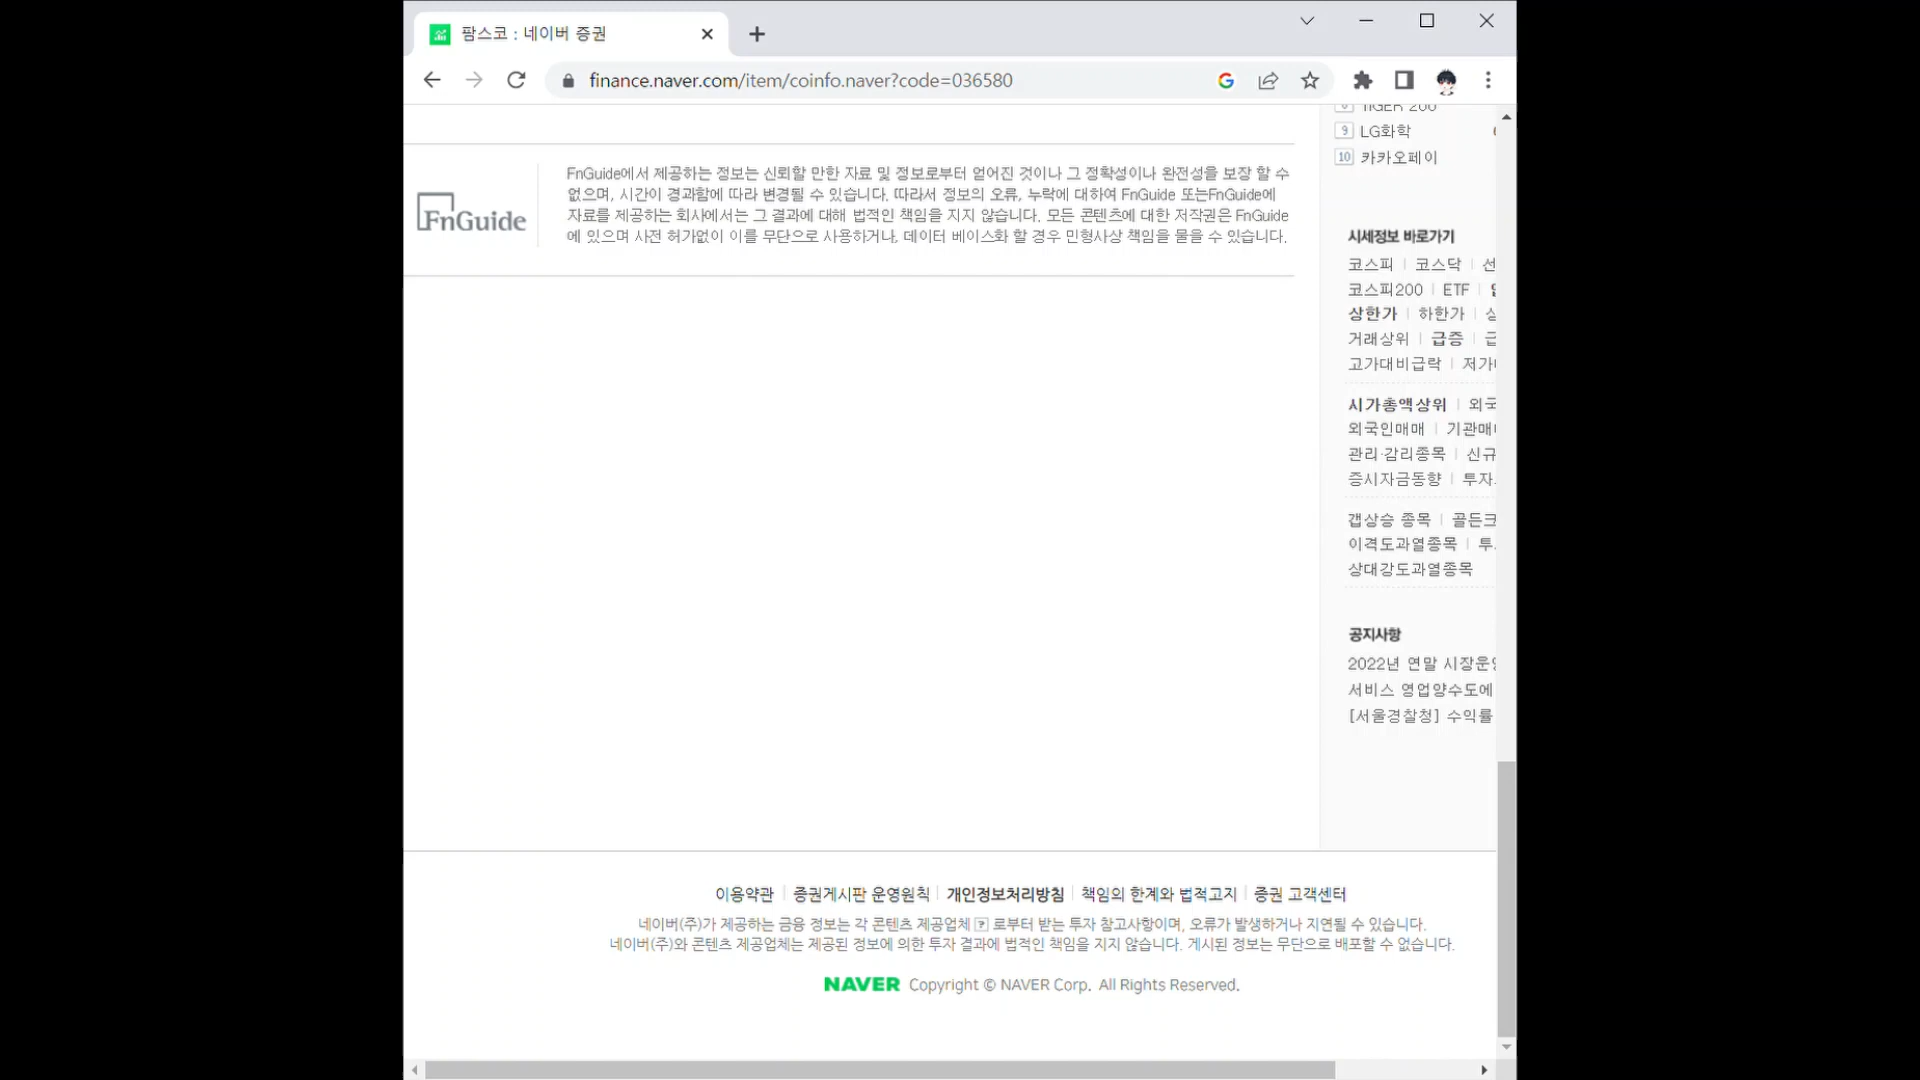 팜스코 : 네이버 증권
finance.naver.com/item/coinfo.naver?code=036580
TIGER 200
9 LG화학
10 카카오페이
FnGuide
FnGuide에서 제공하는 정보는 신뢰할 만한 자료 및 정보로부터 얻어진 것이나 그 정확성이나 완전성을 보장 할 수
없으며, 시간이 경과함에 따라 변경될 수 있습니다. 따라서 정보의 오류, 누락에 대하여 FnGuide 또는FnGuide에
자료를 제공하는 회사에서는 그 결과에 대해 법적인 책임을 지지 않습니다. 모든 콘텐츠에 대한 저작권은 FnGuide
에 있으며 사전 허가없이 이를 무단으로 사용하거나, 데이터 베이스화 할 경우 민형사상 책임을 물을 수 있습니다.
시세정보 바로가기
코스피 | 코스닥 | 선
코스피200 | ETF |
상한가 | 하한가 |
거래상위 | 급증 |
고가대비급락 | 저가
시가총액상위 | 외국
외국인매매 | 기관매
관리·감리종목 | 신규
증시자금동향 | 투자
갭상승 종목 | 골든크
이격도과열종목 | 투
상대강도과열종목
공지사항
2022년 연말 시장운영
서비스 영업양수도에
[서울경찰청] 수익률
이용약관 | 증권게시판 운영원칙 | 개인정보처리방침 | 책임의 한계와 법적고지 | 증권 고객센터
네이버(주)가 제공하는 금융 정보는 각 콘텐츠 제공업체 ? 로부터 받는 투자 참고사항이며, 오류가 발생하거나 지연될 수 있습니다.
네이버(주)와 콘텐츠 제공업체는 제공된 정보에 의한 투자 결과에 법적인 책임을 지지 않습니다. 게시된 정보는 무단으로 배포할 수 없습니다.
NAVER Copyright © NAVER Corp. All Rights Reserved.